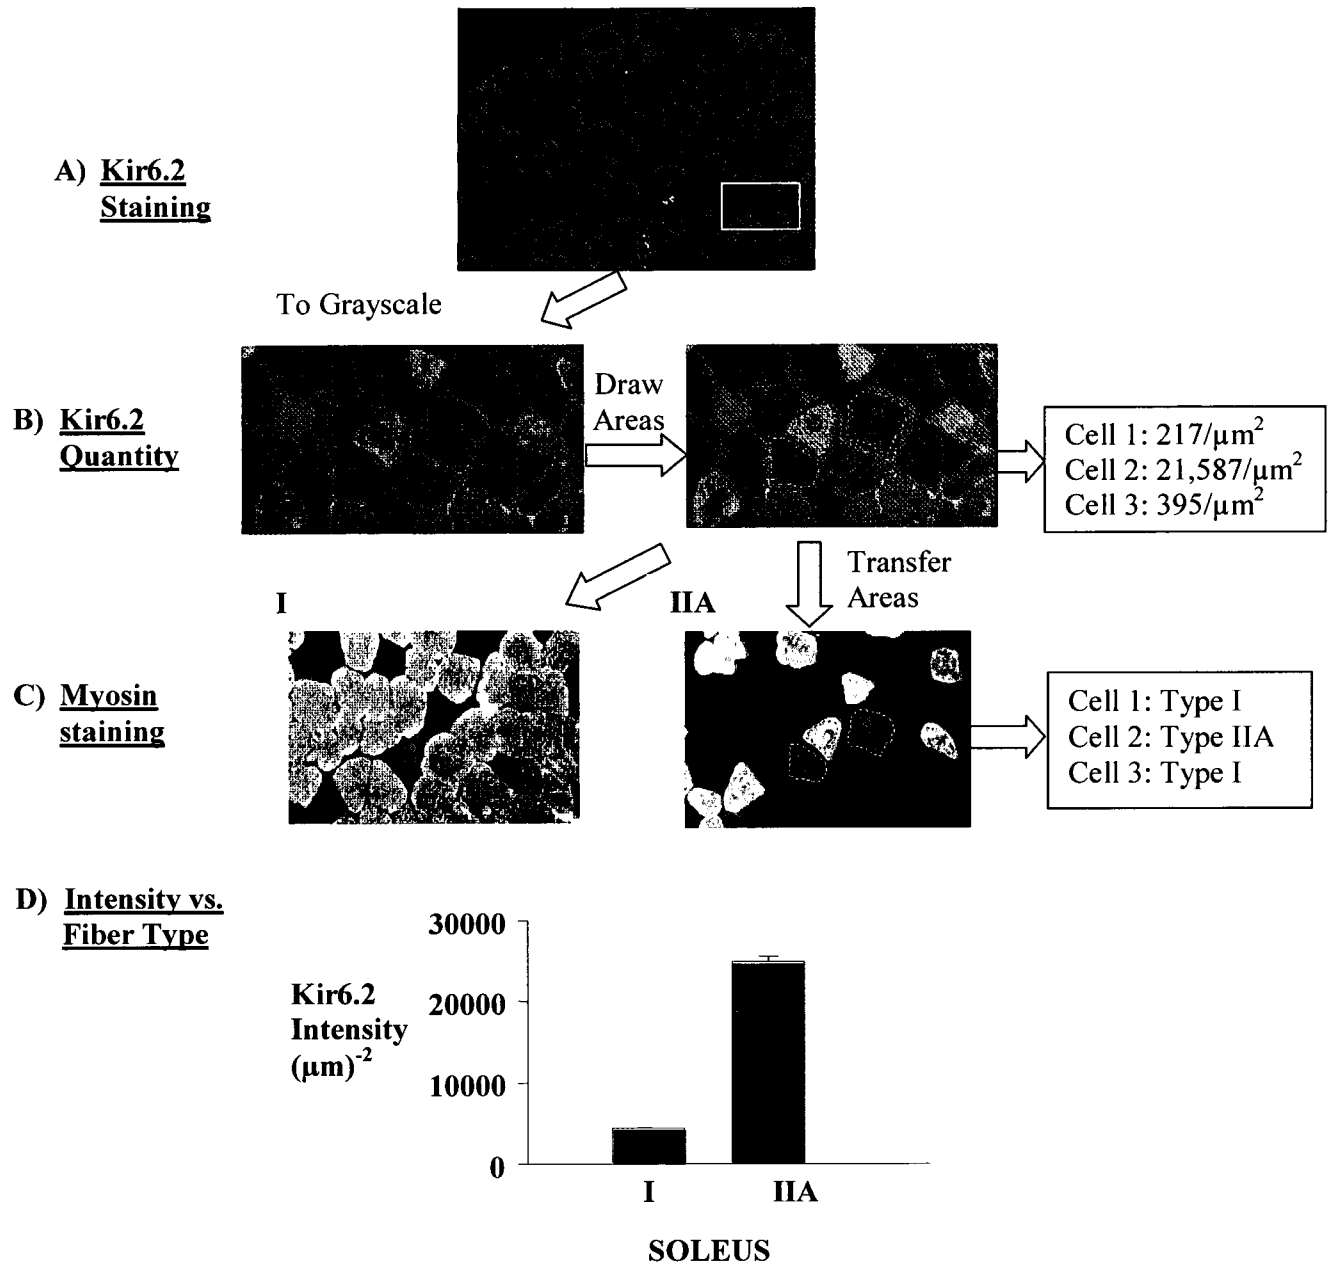 A) Kir6.2
Staining
To Grayscale
B) Kir6.2
Quantity
Draw
Areas
Cell 1: 217/µm²
Cell 2: 21,587/µm²
Cell 3: 395/µm²
Transfer
Areas
I
IIA
C) Myosin
staining
Cell 1: Type I
Cell 2: Type IIA
Cell 3: Type I
D) Intensity vs.
Fiber Type
Kir6.2
Intensity
(µm)⁻²
30000
20000
10000
0
I
IIA
SOLEUS